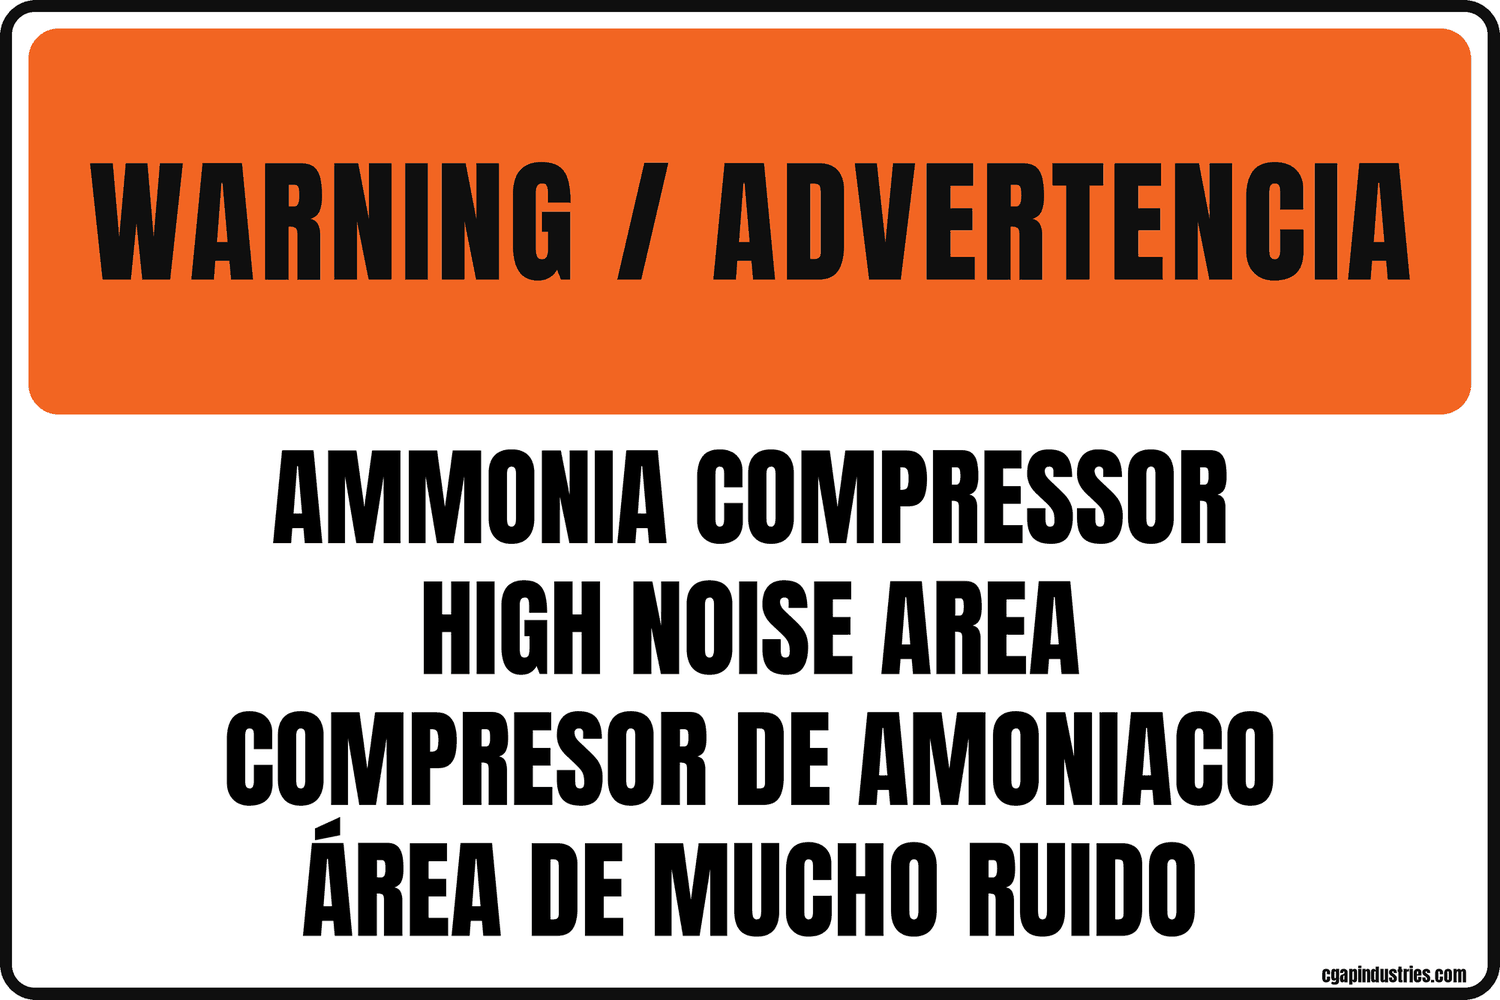 WARNING / ADVERTENCIA
AMMONIA COMPRESSOR
HIGH NOISE AREA
COMPRESOR DE AMONIACO
ÁREA DE MUCHO RUIDO
cgapindustries.com